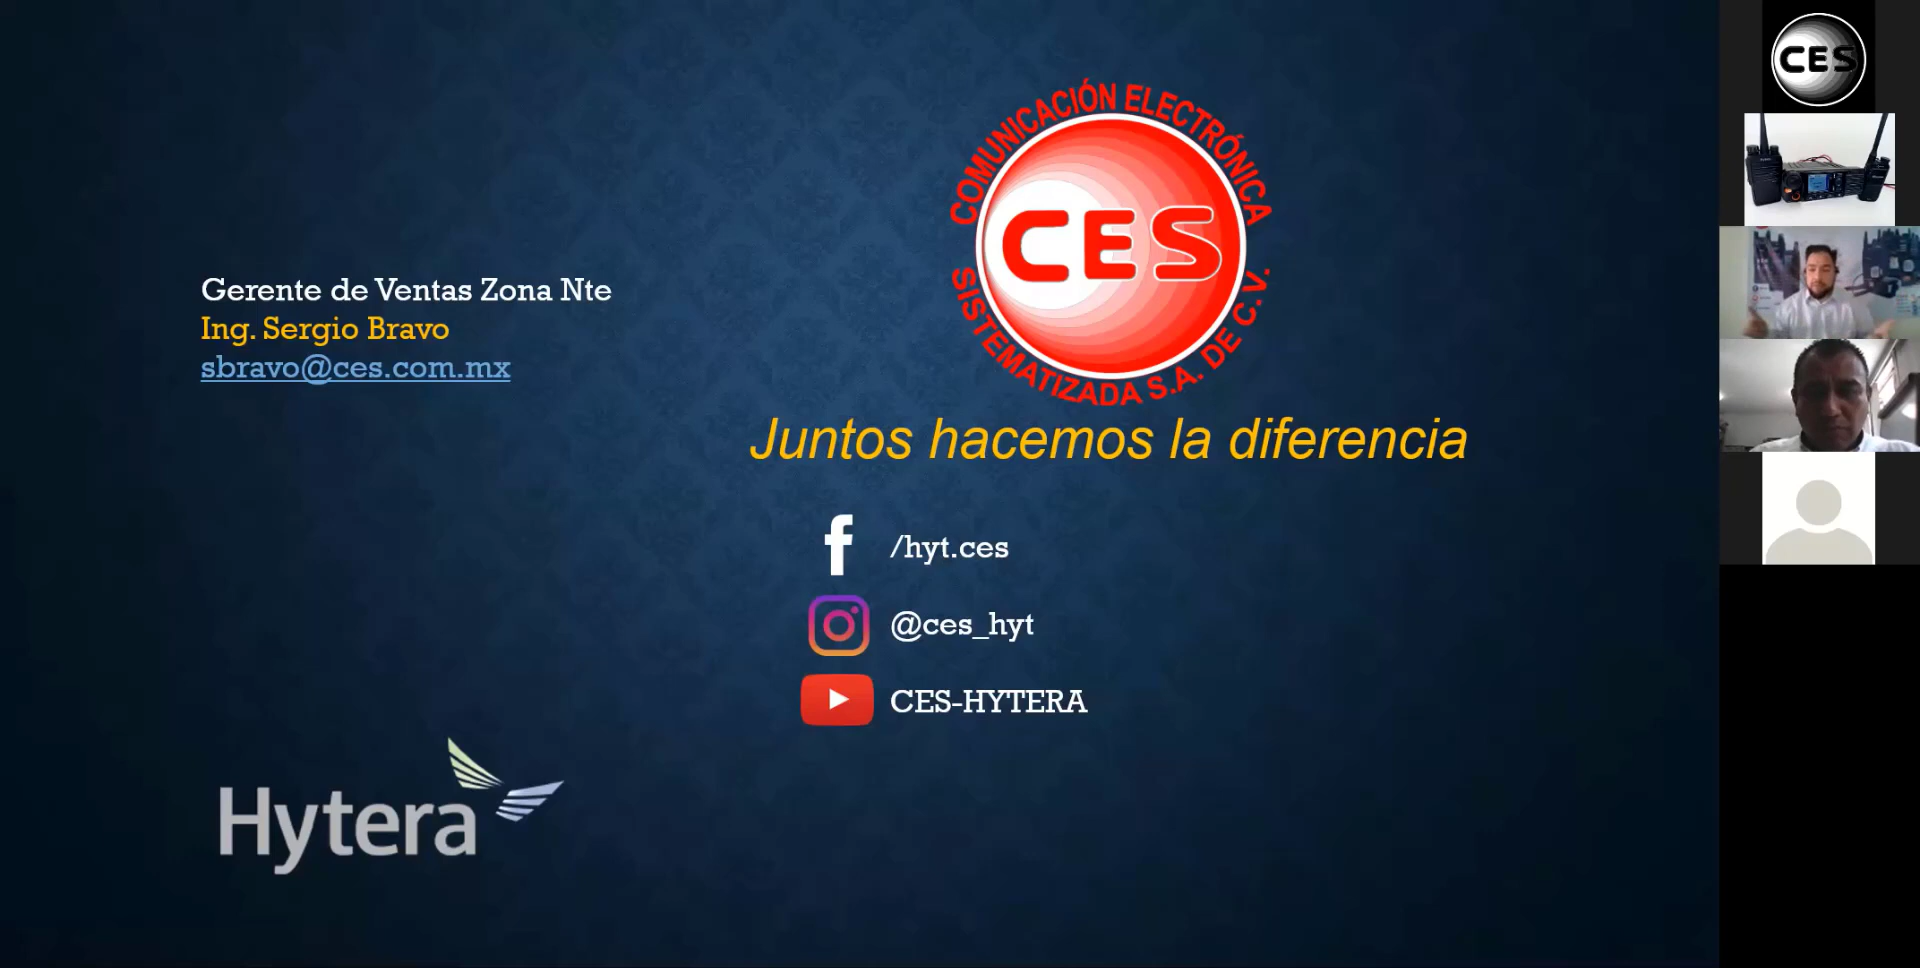 Gerente de Ventas Zona Nte
Ing. Sergio Bravo
sbravo@ces.com.mx
COMUNICACIÓN ELECTRÓNICA
CES
SISTEMATIZADA S.A. DE C.V.
Juntos hacemos la diferencia
/hyt.ces
@ces_hyt
CES-HYTERA
Hytera
CES